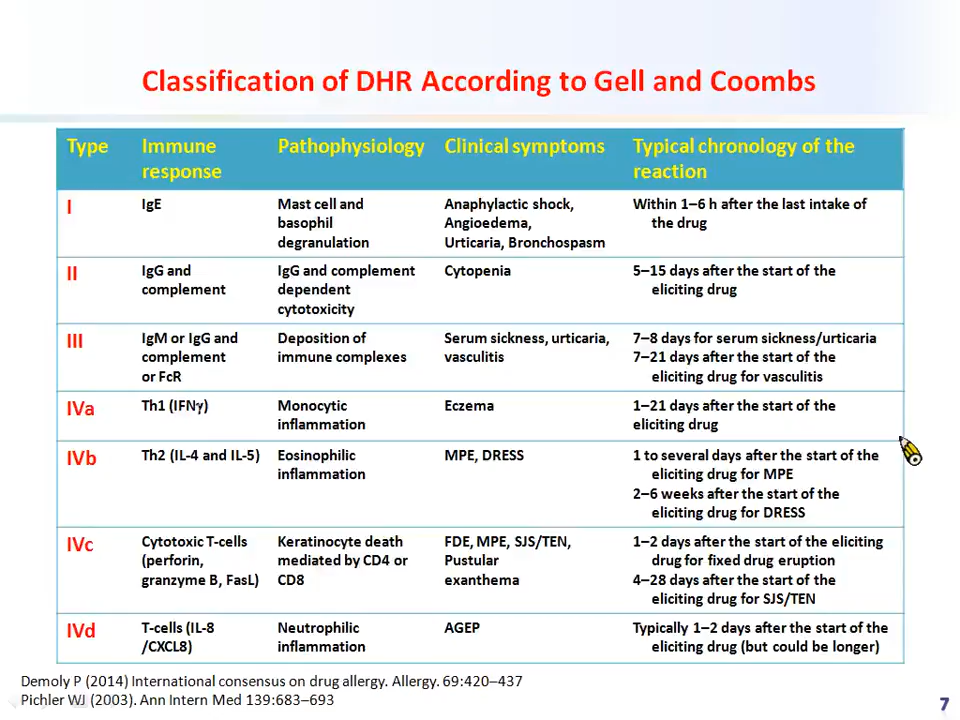 Classification of DHR According to Gell and Coombs
Type Immune response Pathophysiology Clinical symptoms Typical chronology of the reaction
I IgE Mast cell and basophil degranulation Anaphylactic shock, Angioedema, Urticaria, Bronchospasm Within 1–6 h after the last intake of the drug
II IgG and complement IgG and complement dependent cytotoxicity Cytopenia 5–15 days after the start of the eliciting drug
III IgM or IgG and complement or FcR Deposition of immune complexes Serum sickness, urticaria, vasculitis 7–8 days for serum sickness/urticaria 7–21 days after the start of the eliciting drug for vasculitis
IVa Th1 (IFNγ) Monocytic inflammation Eczema 1–21 days after the start of the eliciting drug
IVb Th2 (IL-4 and IL-5) Eosinophilic inflammation MPE, DRESS 1 to several days after the start of the eliciting drug for MPE 2–6 weeks after the start of the eliciting drug for DRESS
IVc Cytotoxic T-cells (perforin, granzyme B, FasL) Keratinocyte death mediated by CD4 or CD8 FDE, MPE, SJS/TEN, Pustular exanthema 1–2 days after the start of the eliciting drug for fixed drug eruption 4–28 days after the start of the eliciting drug for SJS/TEN
IVd T-cells (IL-8 /CXCL8) Neutrophilic inflammation AGEP Typically 1–2 days after the start of the eliciting drug (but could be longer)
Demoly P (2014) International consensus on drug allergy. Allergy. 69:420–437
Pichler WJ (2003). Ann Intern Med 139:683–693
7